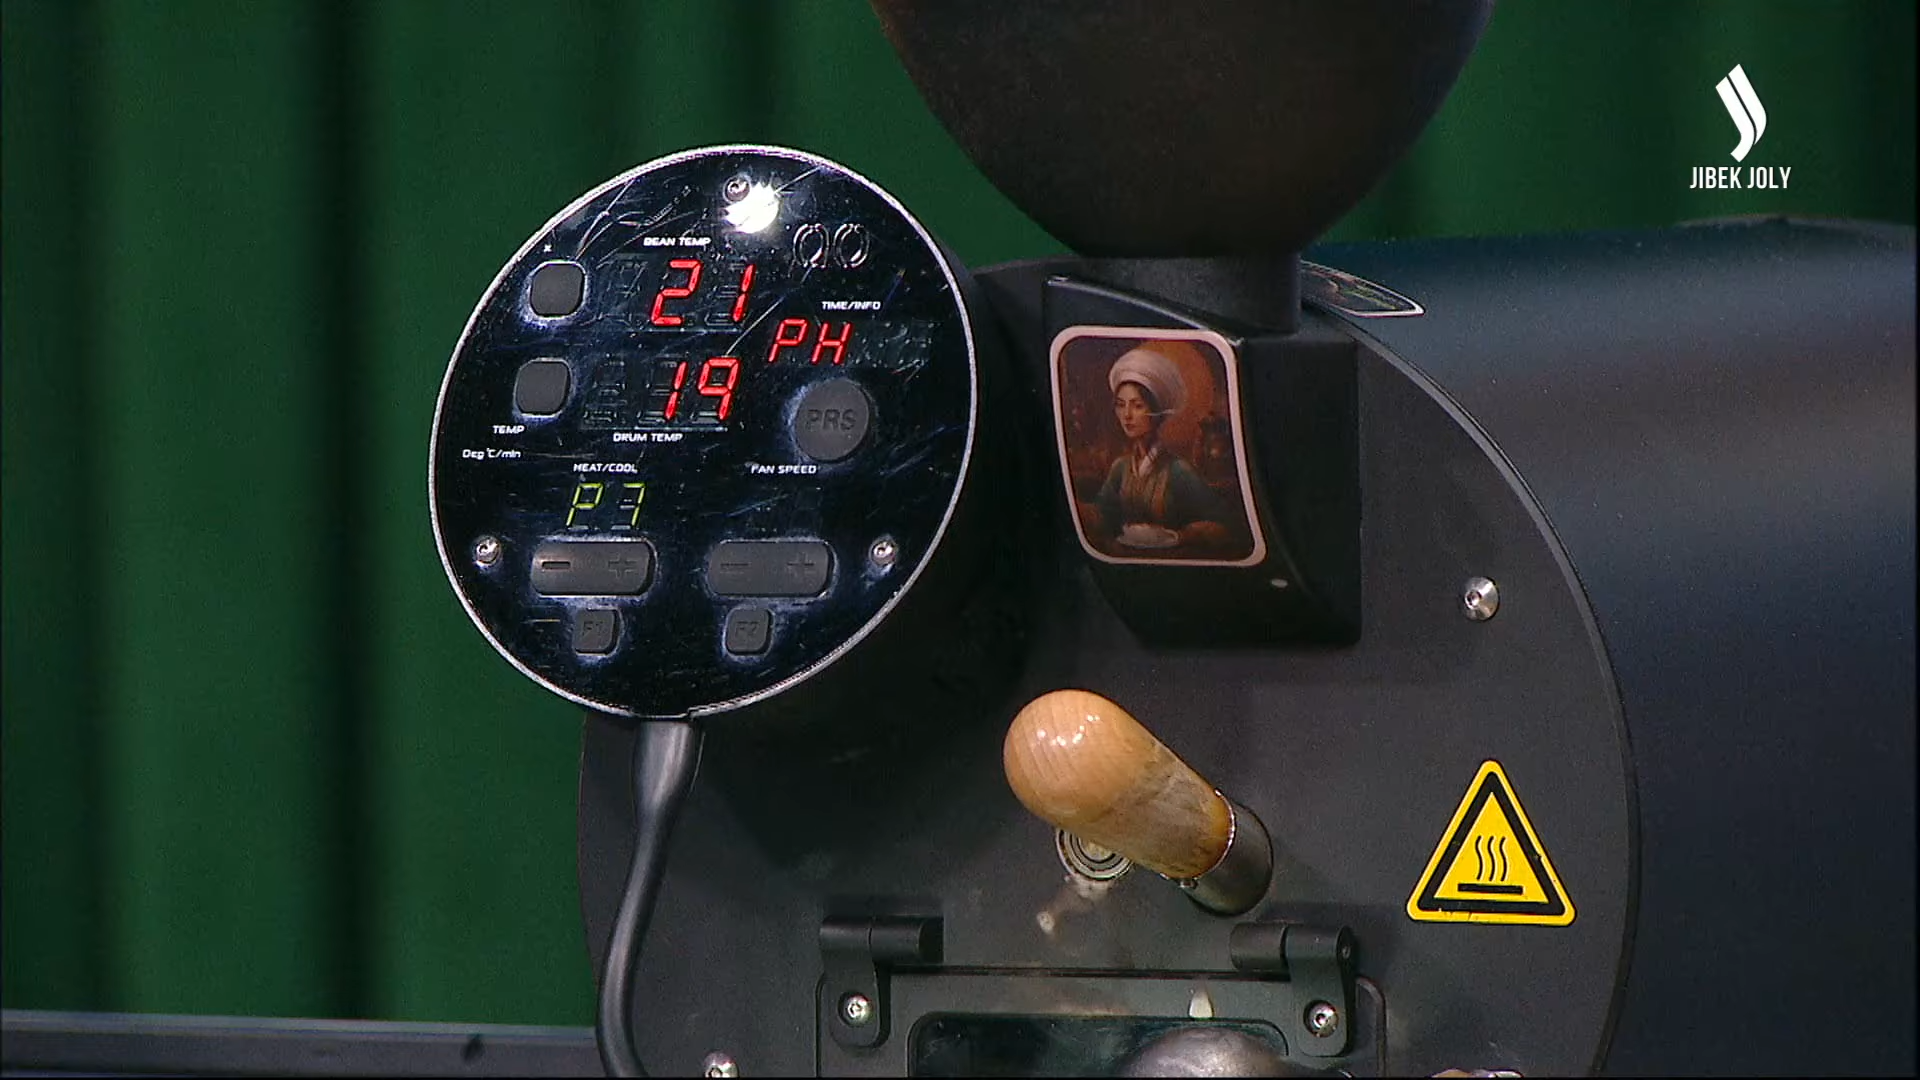 JIBEK JOLY
BEAN TEMP
21
TIME/INFO
PH
19
PRS
TEMP
DRUM TEMP
Deg °C/min
HEAT/COOL
FAN SPEED
P7
- +
- +
F1
F2